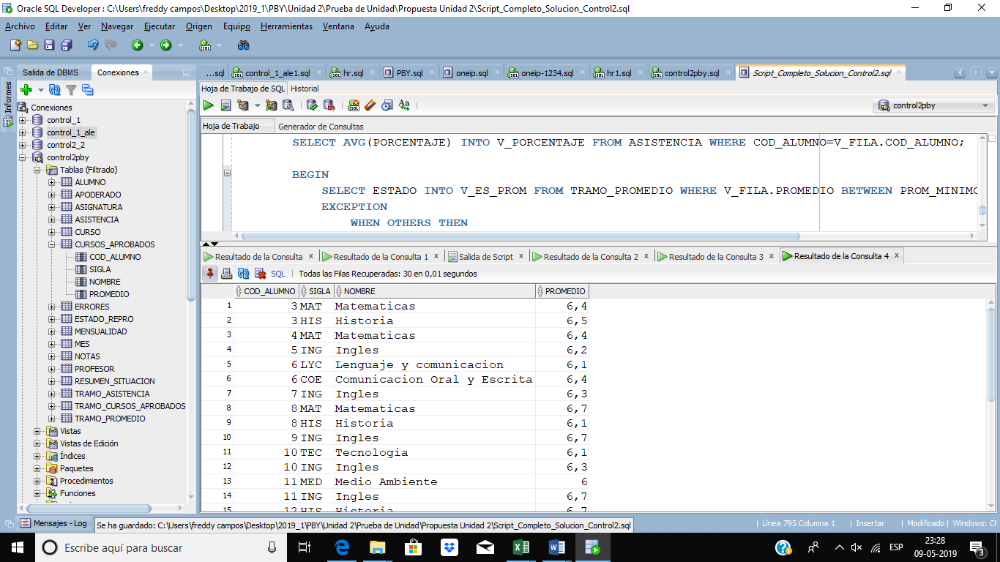 Oracle SQL Developer : C:\Users\freddy campos\Desktop\2019_1\PBY\Unidad 2\Prueba de Unidad\Propuesta Unidad 2\Script_Completo_Solucion_Control2.sql
Archivo Editar Ver Navegar Ejecutar Origen Equipo Herramientas Ventana Ayuda
Salida de DBMS Conexiones
...sql control_1_ale1.sql hr.sql PBY.sql oneip.sql oneip-1234.sql hr1.sql control2pby.sql Script_Completo_Solucion_Control2.sql
Informes
Hoja de Trabajo de SQL Historial
control2pby
Hoja de Trabajo Generador de Consultas
Conexiones
control_1
control_1_ale
control2_2
control2pby
Tablas (Filtrado)
ALUMNO
APODERADO
ASIGNATURA
ASISTENCIA
CURSO
CURSOS_APROBADOS
COD_ALUMNO
SIGLA
NOMBRE
PROMEDIO
ERRORES
ESTADO_REPRO
MENSUALIDAD
MES
NOTAS
PROFESOR
RESUMEN_SITUACION
TRAMO_ASISTENCIA
TRAMO_CURSOS_APROBADOS
TRAMO_PROMEDIO
Vistas
Vistas de Edición
Índices
Paquetes
Procedimientos
Funciones
SELECT AVG(PORCENTAJE) INTO V_PORCENTAJE FROM ASISTENCIA WHERE COD_ALUMNO=V_FILA.COD_ALUMNO;
BEGIN
SELECT ESTADO INTO V_ES_PROM FROM TRAMO_PROMEDIO WHERE V_FILA.PROMEDIO BETWEEN PROM_MINIMO
EXCEPTION
WHEN OTHERS THEN
Resultado de la Consulta x Resultado de la Consulta 1 x Salida de Script x Resultado de la Consulta 2 x Resultado de la Consulta 3 x Resultado de la Consulta 4 x
SQL | Todas las Filas Recuperadas: 30 en 0,01 segundos
COD_ALUMNO SIGLA NOMBRE PROMEDIO
1 3 MAT Matematicas 6,4
2 3 HIS Historia 6,5
3 4 MAT Matematicas 6,4
4 5 ING Ingles 6,2
5 6 LYC Lenguaje y comunicacion 6,1
6 6 COE Comunicacion Oral y Escrita 6,4
7 7 ING Ingles 6,3
8 8 MAT Matematicas 6,7
9 8 HIS Historia 6,1
10 9 ING Ingles 6,7
11 10 TEC Tecnologia 6,1
12 10 ING Ingles 6,3
13 11 MED Medio Ambiente 6
14 11 ING Ingles 6,7
15 12 HIS Historia 6,7
Mensajes - Log Se ha guardado: C:\Users\freddy campos\Desktop\2019_1\PBY\Unidad 2\Prueba de Unidad\Propuesta Unidad 2\Script_Completo_Solucion_Control2.sql
Línea 795 Columna 1 | Insertar | Modificado | Windows: CF
Escribe aquí para buscar
ESP
23:28
09-05-2019
3